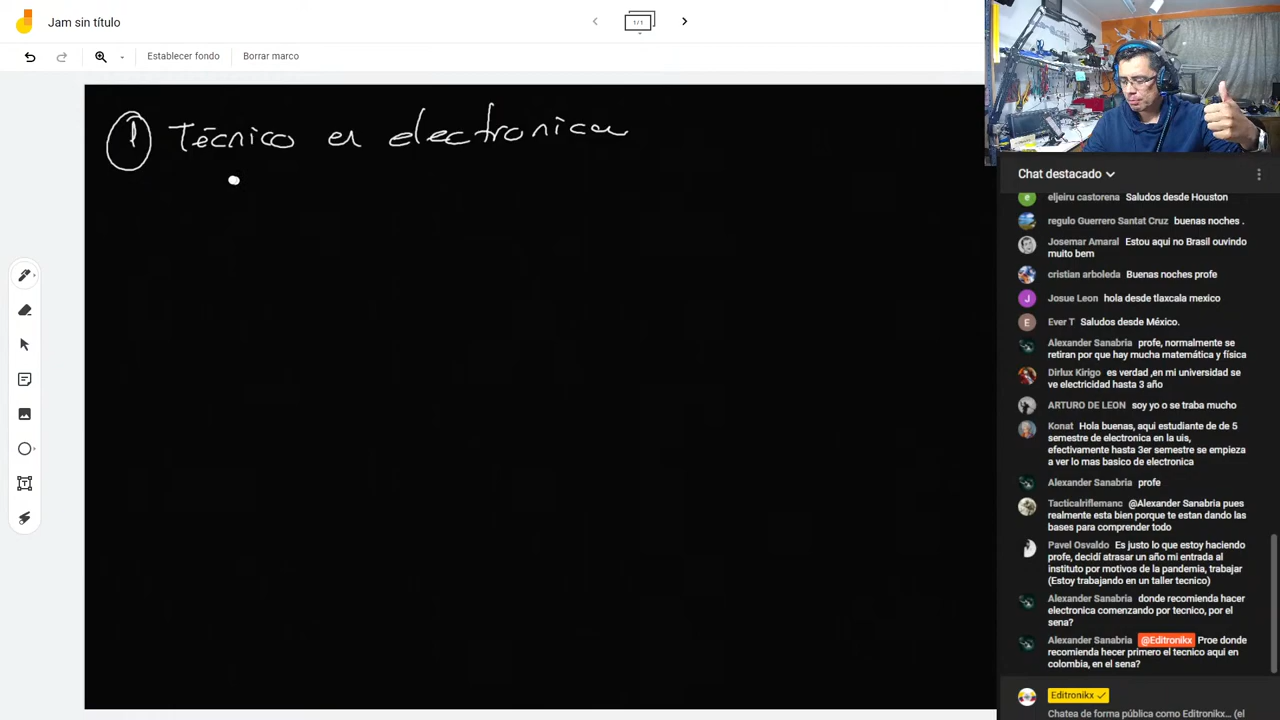 Jam sin título
1/1
Establecer fondo
Borrar marco
1 Técnico en electronica
Chat destacado
eljeiru castorena Saludos desde Houston
regulo Guerrero Santat Cruz buenas noches .
Josemar Amaral Estou aqui no Brasil ouvindo
muito bem
cristian arboleda Buenas noches profe
J
Josue Leon hola desde tlaxcala mexico
E
Ever T Saludos desde México.
Alexander Sanabria profe, normalmente se
retiran por que hay mucha matemática y física
Dirlux Kirigo es verdad ,en mi universidad se
ve electricidad hasta 3 año
ARTURO DE LEON soy yo o se traba mucho
Konat Hola buenas, aqui estudiante de de 5
semestre de electronica en la uis,
efectivamente hasta 3er semestre se empieza
a ver lo mas basico de electronica
Alexander Sanabria profe
Tacticalriflemanc @Alexander Sanabria pues
realmente esta bien porque te estan dando las
bases para comprender todo
Pavel Osvaldo Es justo lo que estoy haciendo
profe, decidí atrasar un año mi entrada al
instituto por motivos de la pandemia, trabajar
(Estoy trabajando en un taller tecnico)
Alexander Sanabria donde recomienda hacer
electronica comenzando por tecnico, por el
sena?
Alexander Sanabria @Editronikx Proe donde
recomienda hacer primero el tecnico aquí en
colombia, en el sena?
Editronikx
Chatea de forma pública como Editronikx... (el